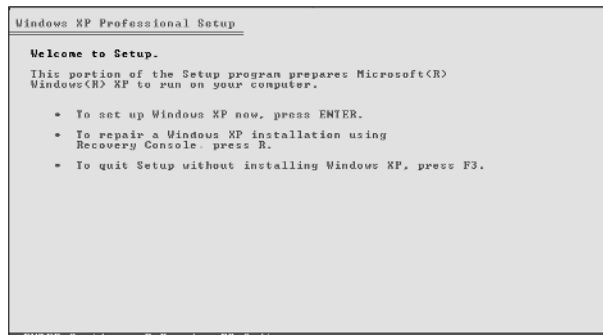 Windows XP Professional Setup
Welcome to Setup.
This portion of the Setup program prepares Microsoft(R)
Windows(R) XP to run on your computer.
• To set up Windows XP now, press ENTER.
• To repair a Windows XP installation using
Recovery Console, press R.
• To quit Setup without installing Windows XP, press F3.